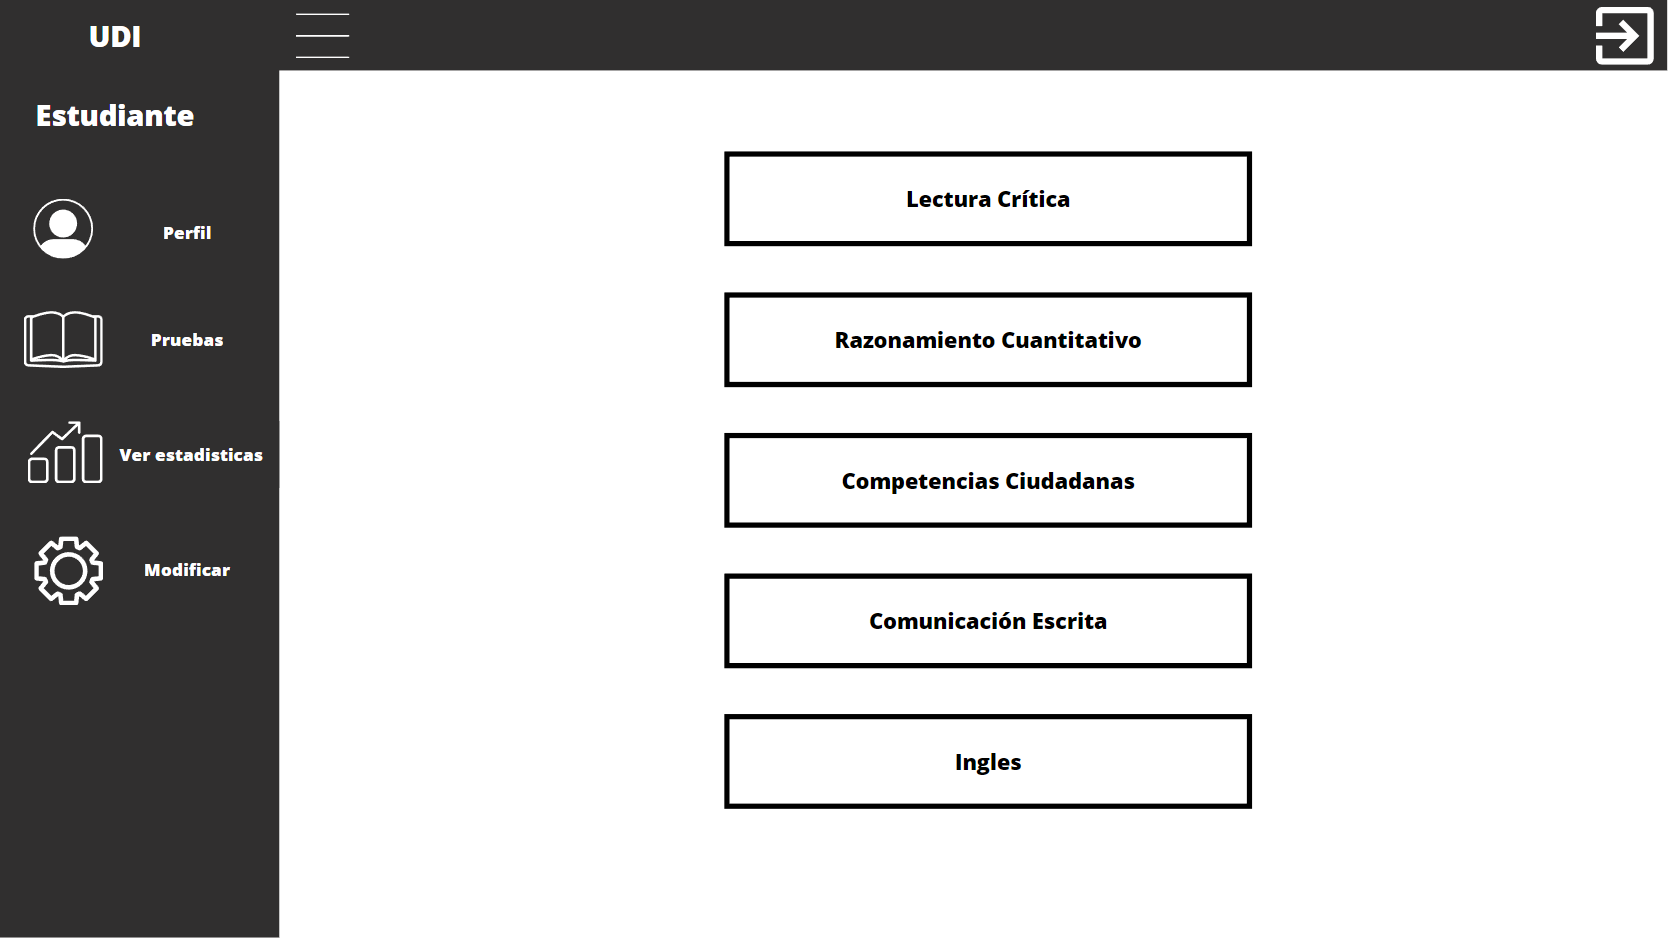 UDI
Estudiante
Perfil
Pruebas
Ver estadisticas
Modificar
Lectura Crítica
Razonamiento Cuantitativo
Competencias Ciudadanas
Comunicación Escrita
Ingles